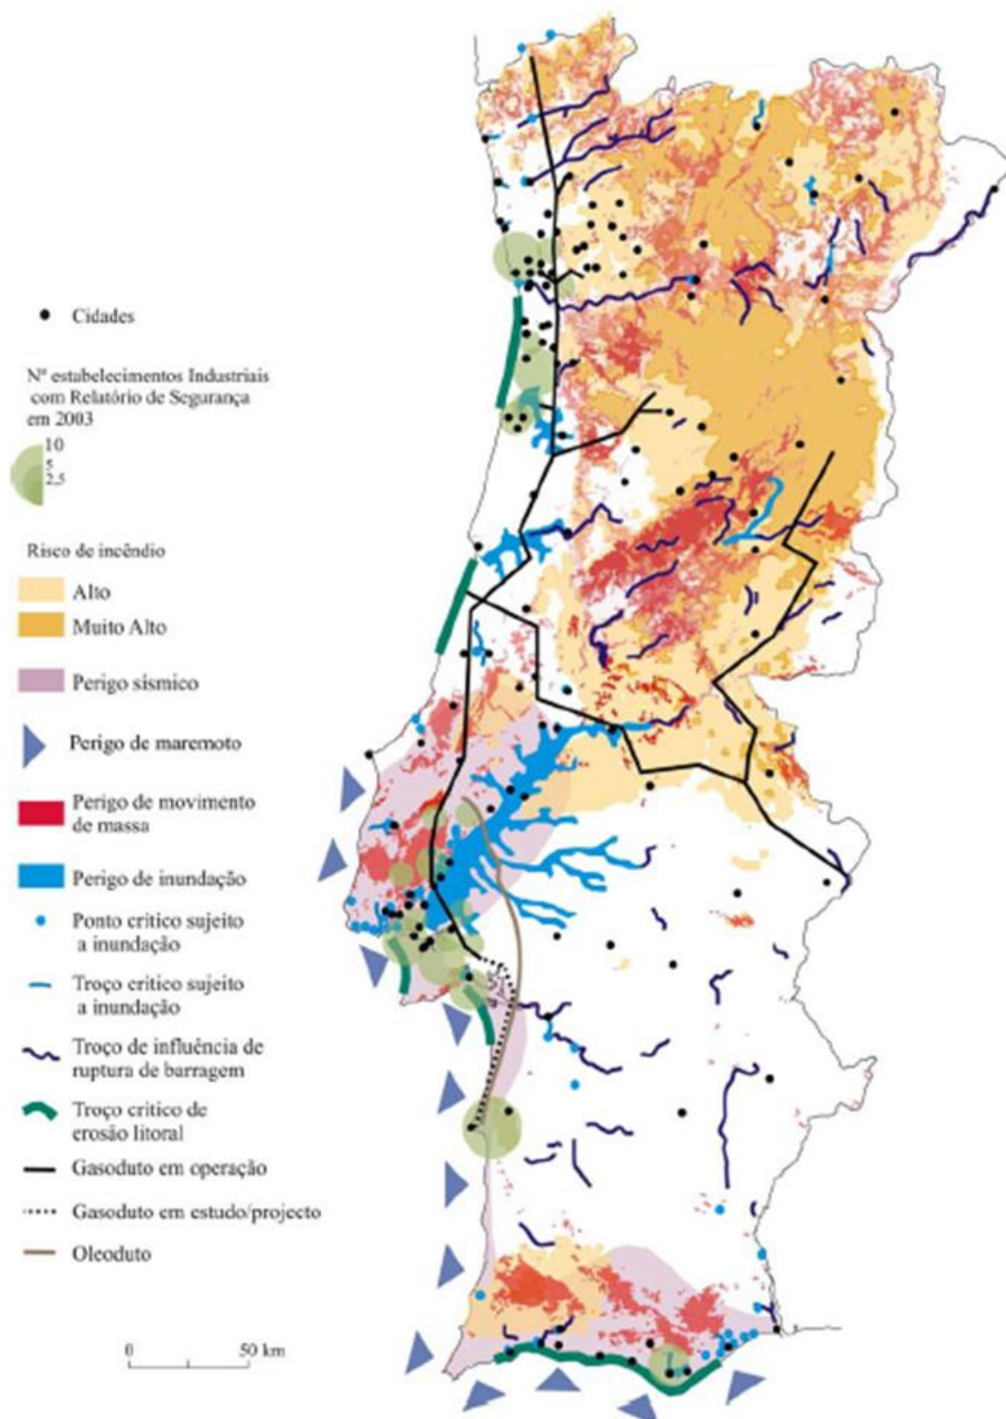 Cidades
Nº estabelecimentos Industriais
com Relatório de Segurança
em 2003
10
5
2,5
Risco de incêndio
Alto
Muito Alto
Perigo sísmico
Perigo de maremoto
Perigo de movimento
de massa
Perigo de inundação
Ponto critico sujeito
a inundação
Troço critico sujeito
a inundação
Troço de influência de
ruptura de barragem
Troço critico de
erosão litoral
Gasoduto em operação
Gasoduto em estudo/projecto
Oleoduto
0 50 km